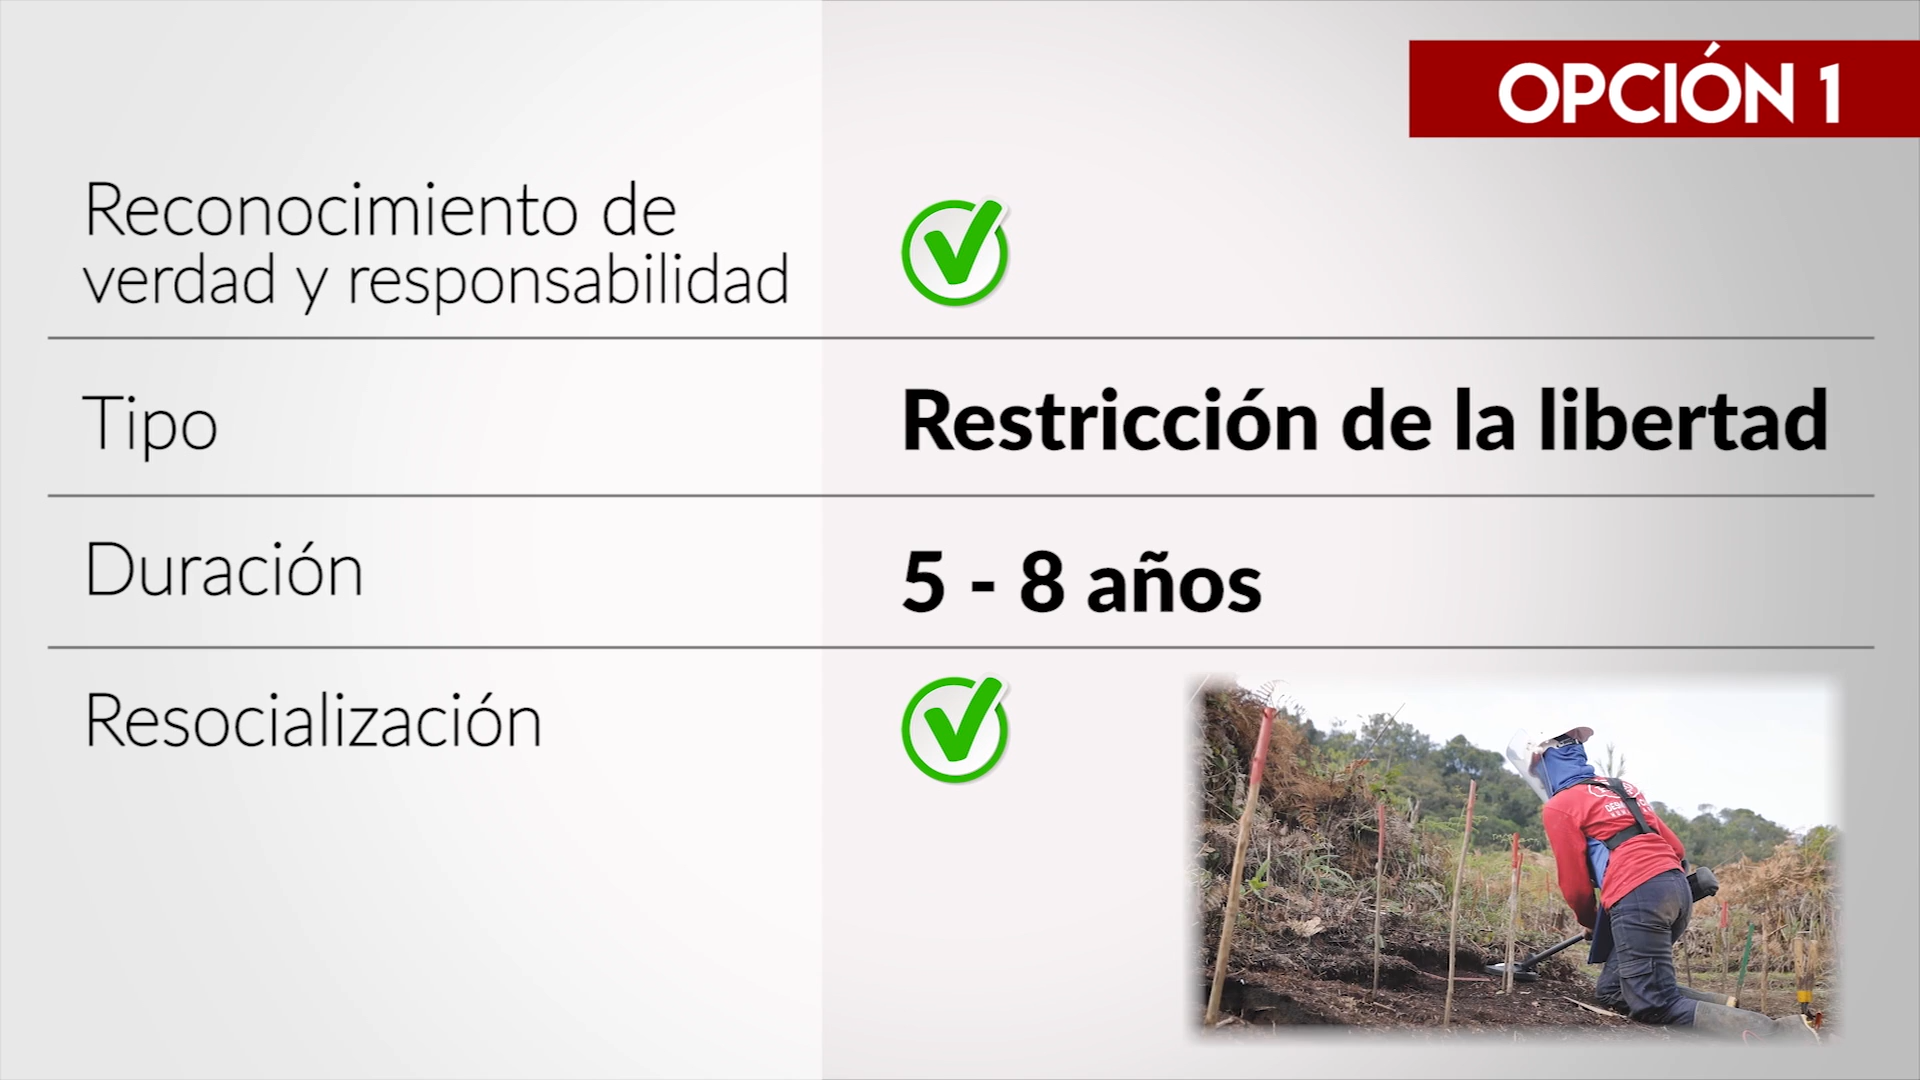 OPCIÓN 1
Reconocimiento de
verdad y responsabilidad
Tipo
Restricción de la libertad
Duración
5 - 8 años
Resocialización